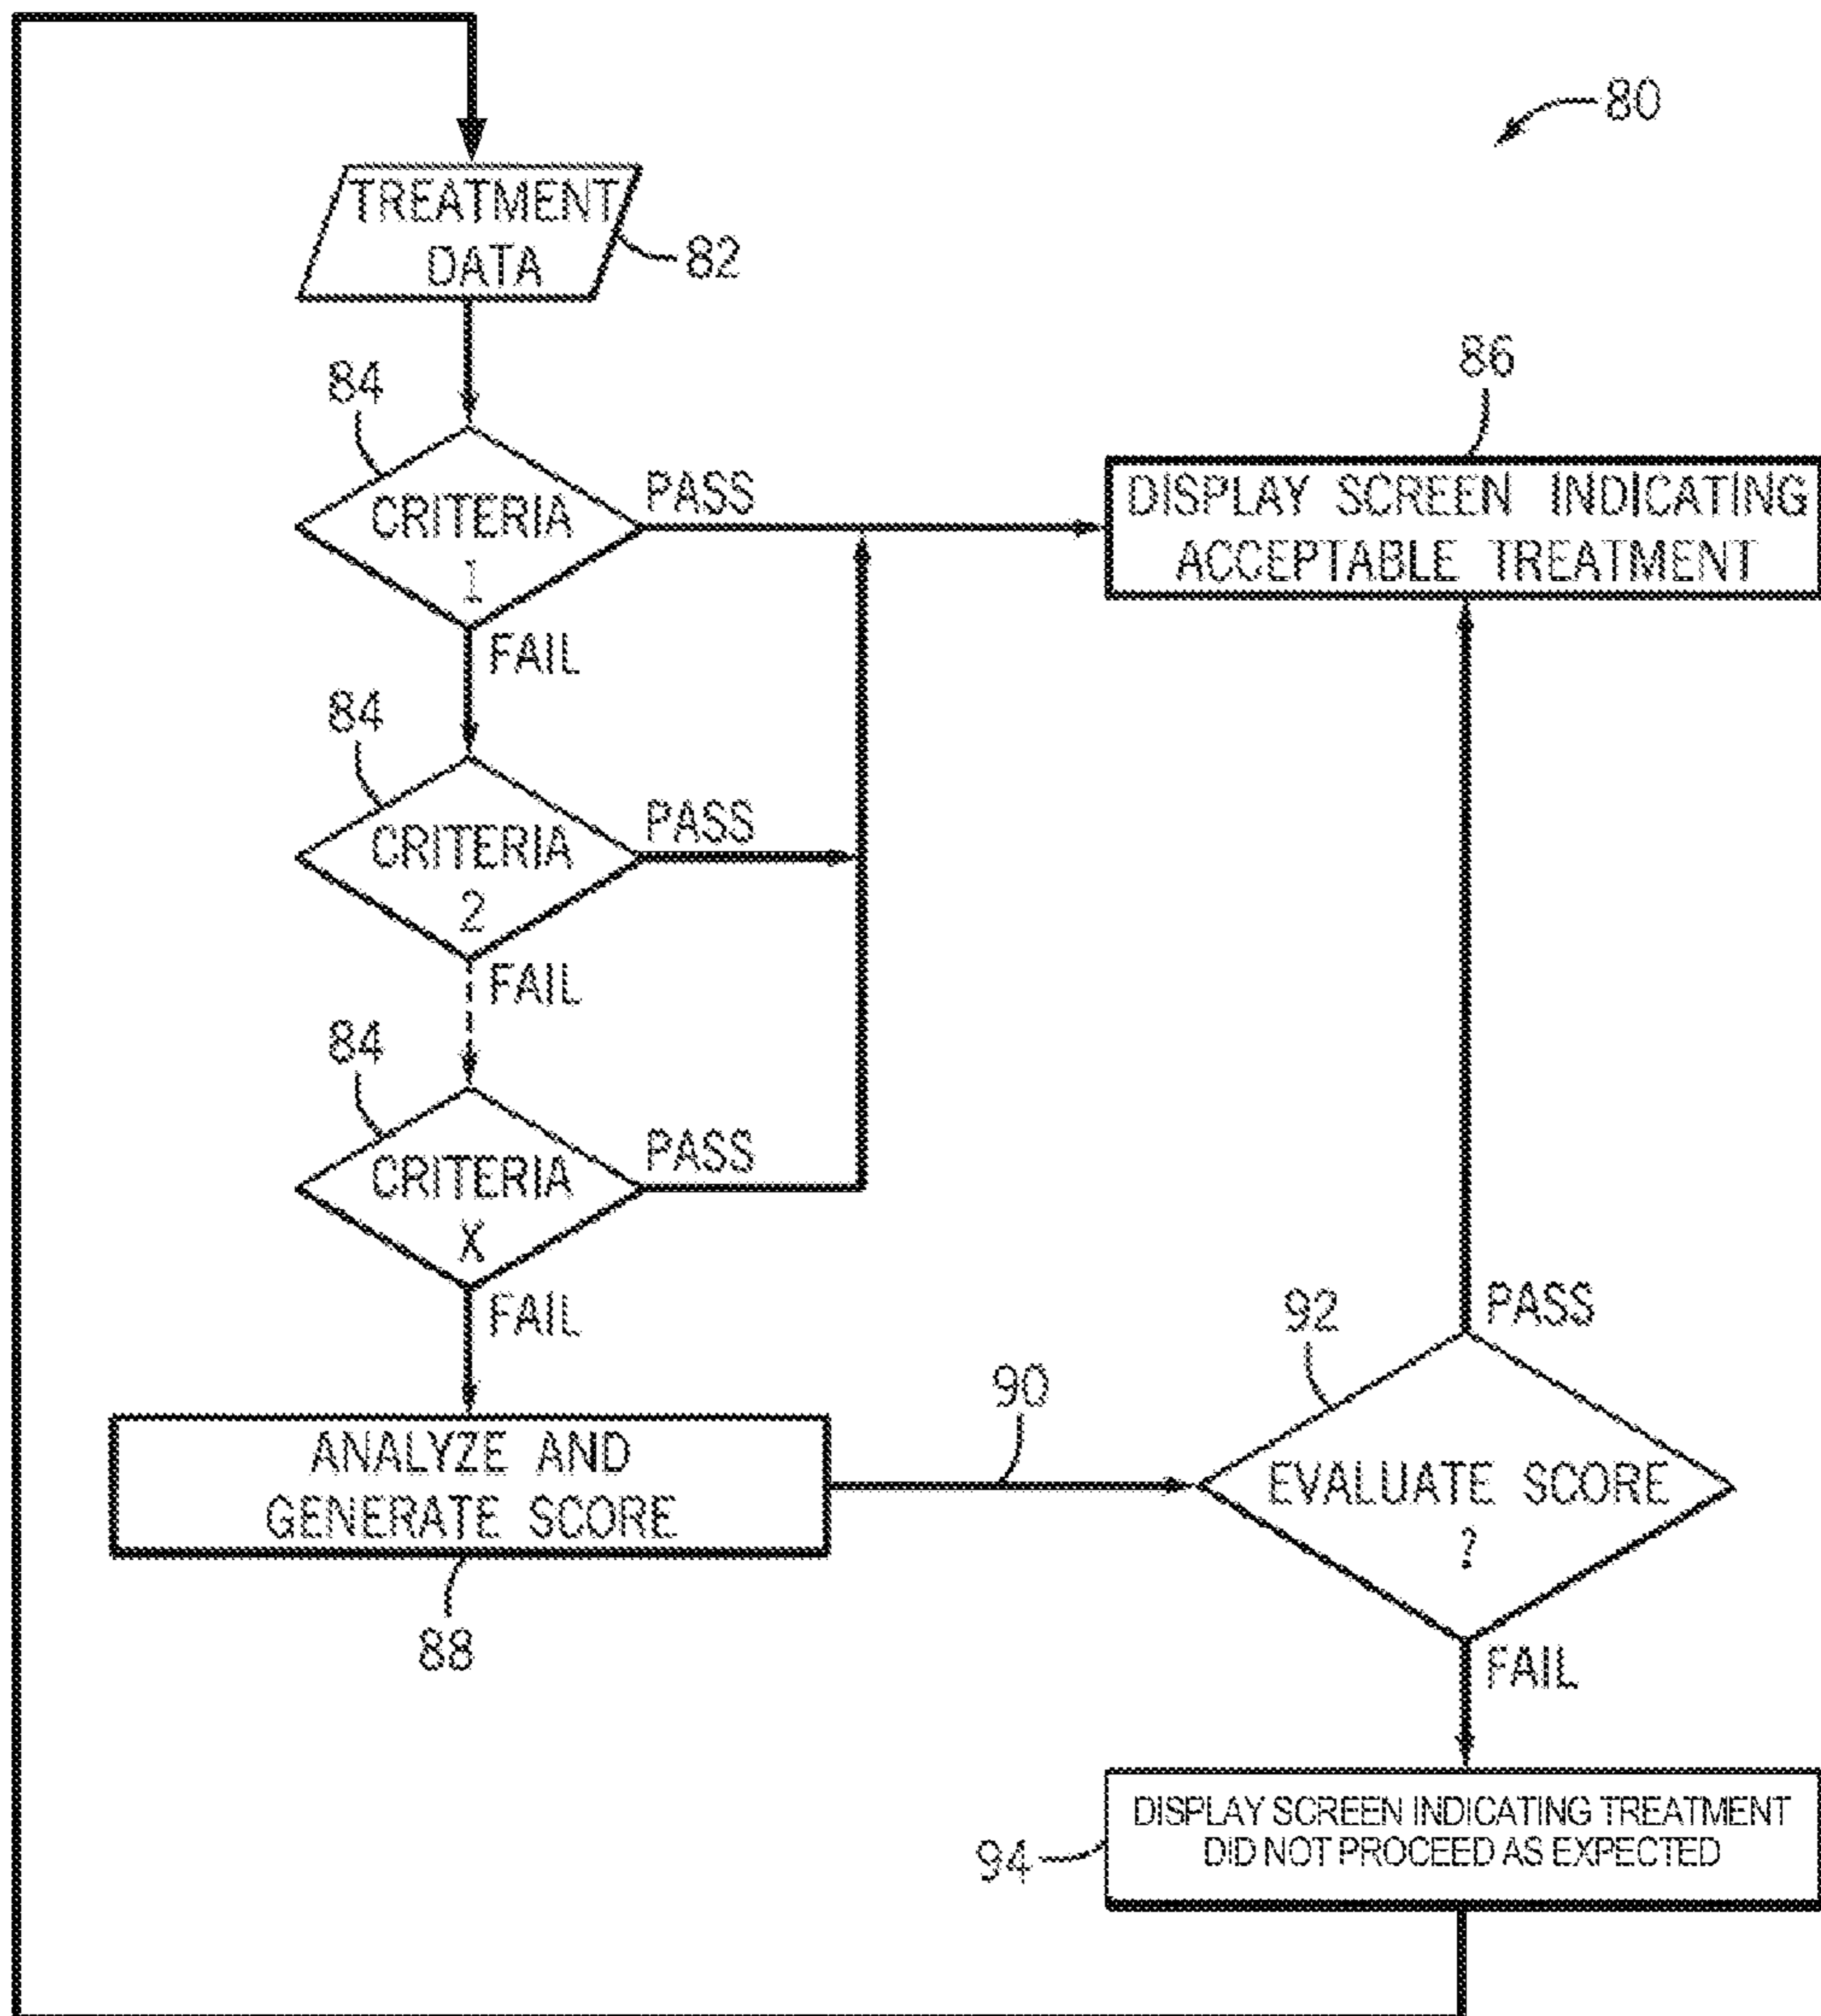 80
TREATMENT
DATA
82
84
CRITERIA
1
PASS
FAIL
86
DISPLAY SCREEN INDICATING
ACCEPTABLE TREATMENT
84
CRITERIA
2
PASS
FAIL
84
CRITERIA
X
PASS
FAIL
ANALYZE AND
GENERATE SCORE
88
90
92
EVALUATE SCORE
?
PASS
FAIL
DISPLAY SCREEN INDICATING TREATMENT
DID NOT PROCEED AS EXPECTED
94